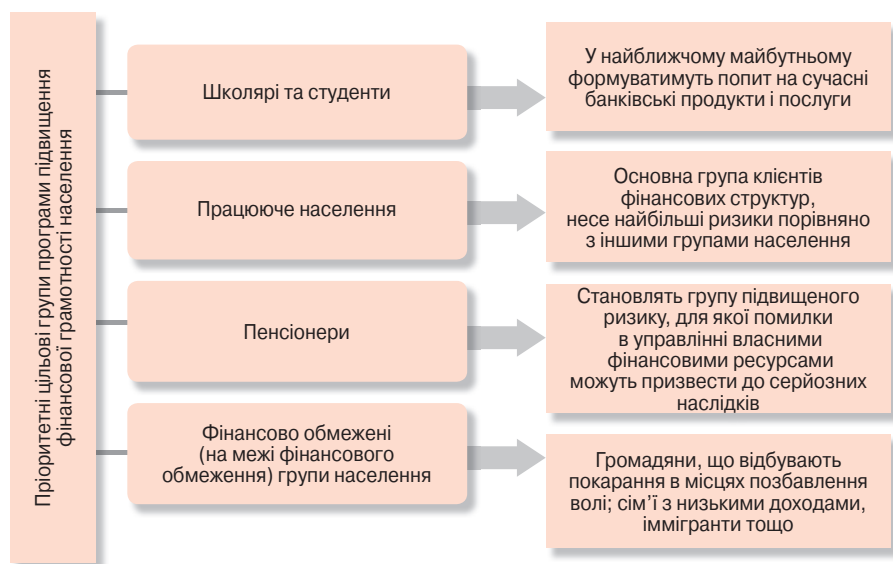 Пріоритетні цільові групи програми підвищення
фінансової грамотності населення
Школярі та студенти
У найближчому майбутньому
формуватимуть попит на сучасні
банківські продукти і послуги
Працююче населення
Основна група клієнтів
фінансових структур,
несе найбільші ризики порівняно
з іншими групами населення
Пенсіонери
Становлять групу підвищеного
ризику, для якої помилки
в управлінні власними
фінансовими ресурсами
можуть призвести до серйозних
наслідків
Фінансово обмежені
(на межі фінансового
обмеження) групи населення
Громадяни, що відбувають
покарання в місцях позбавлення
волі; сім’ї з низькими доходами,
іммігранти тощо